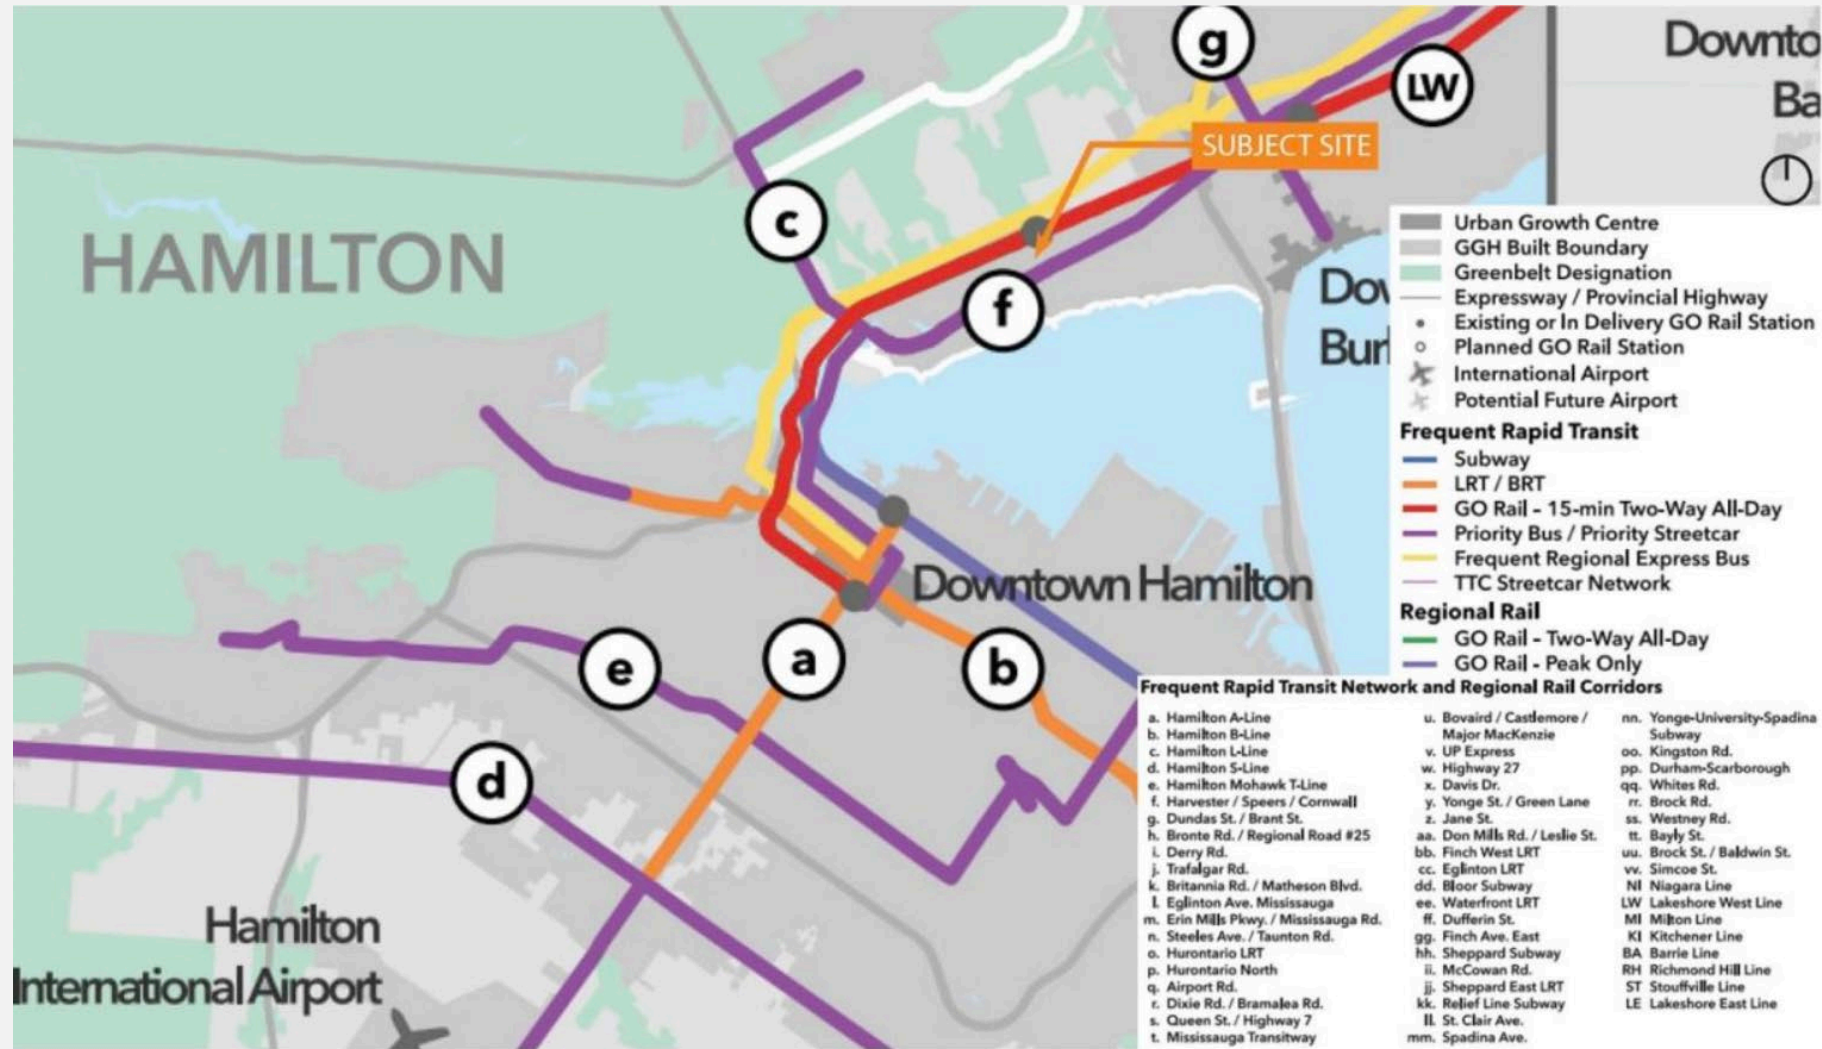 g
LW
Downto
Ba
SUBJECT SITE
c
HAMILTON
f
Dow
Burl
Urban Growth Centre
GGH Built Boundary
Greenbelt Designation
Expressway / Provincial Highway
Existing or In Delivery GO Rail Station
Planned GO Rail Station
International Airport
Potential Future Airport
Frequent Rapid Transit
Subway
LRT / BRT
GO Rail - 15-min Two-Way All-Day
Priority Bus / Priority Streetcar
Frequent Regional Express Bus
TTC Streetcar Network
Regional Rail
GO Rail - Two-Way All-Day
GO Rail - Peak Only
Downtown Hamilton
e
a
b
d
Hamilton
International Airport
Frequent Rapid Transit Network and Regional Rail Corridors
a. Hamilton A-Line
b. Hamilton B-Line
c. Hamilton L-Line
d. Hamilton S-Line
e. Hamilton Mohawk T-Line
f. Harvester / Speers / Cornwall
g. Dundas St. / Brant St.
h. Bronte Rd. / Regional Road #25
i. Derry Rd.
j. Trafalgar Rd.
k. Britannia Rd. / Matheson Blvd.
l. Eglinton Ave. Mississauga
m. Erin Mills Pkwy. / Mississauga Rd.
n. Steeles Ave. / Taunton Rd.
o. Hurontario LRT
p. Hurontario North
q. Airport Rd.
r. Dixie Rd. / Bramalea Rd.
s. Queen St. / Highway 7
t. Mississauga Transitway
u. Bovaird / Castlemore /
Major MacKenzie
v. UP Express
w. Highway 27
x. Davis Dr.
y. Yonge St. / Green Lane
z. Jane St.
aa. Don Mills Rd. / Leslie St.
bb. Finch West LRT
cc. Eglinton LRT
dd. Bloor Subway
ee. Waterfront LRT
ff. Dufferin St.
gg. Finch Ave. East
hh. Sheppard Subway
ii. McCowan Rd.
jj. Sheppard East LRT
kk. Relief Line Subway
ll. St. Clair Ave.
mm. Spadina Ave.
nn. Yonge-University-Spadina
Subway
oo. Kingston Rd.
pp. Durham-Scarborough
qq. Whites Rd.
rr. Brock Rd.
ss. Westney Rd.
tt. Bayly St.
uu. Brock St. / Baldwin St.
vv. Simcoe St.
NI Niagara Line
LW Lakeshore West Line
MI Milton Line
KI Kitchener Line
BA Barrie Line
RH Richmond Hill Line
ST Stouffville Line
LE Lakeshore East Line